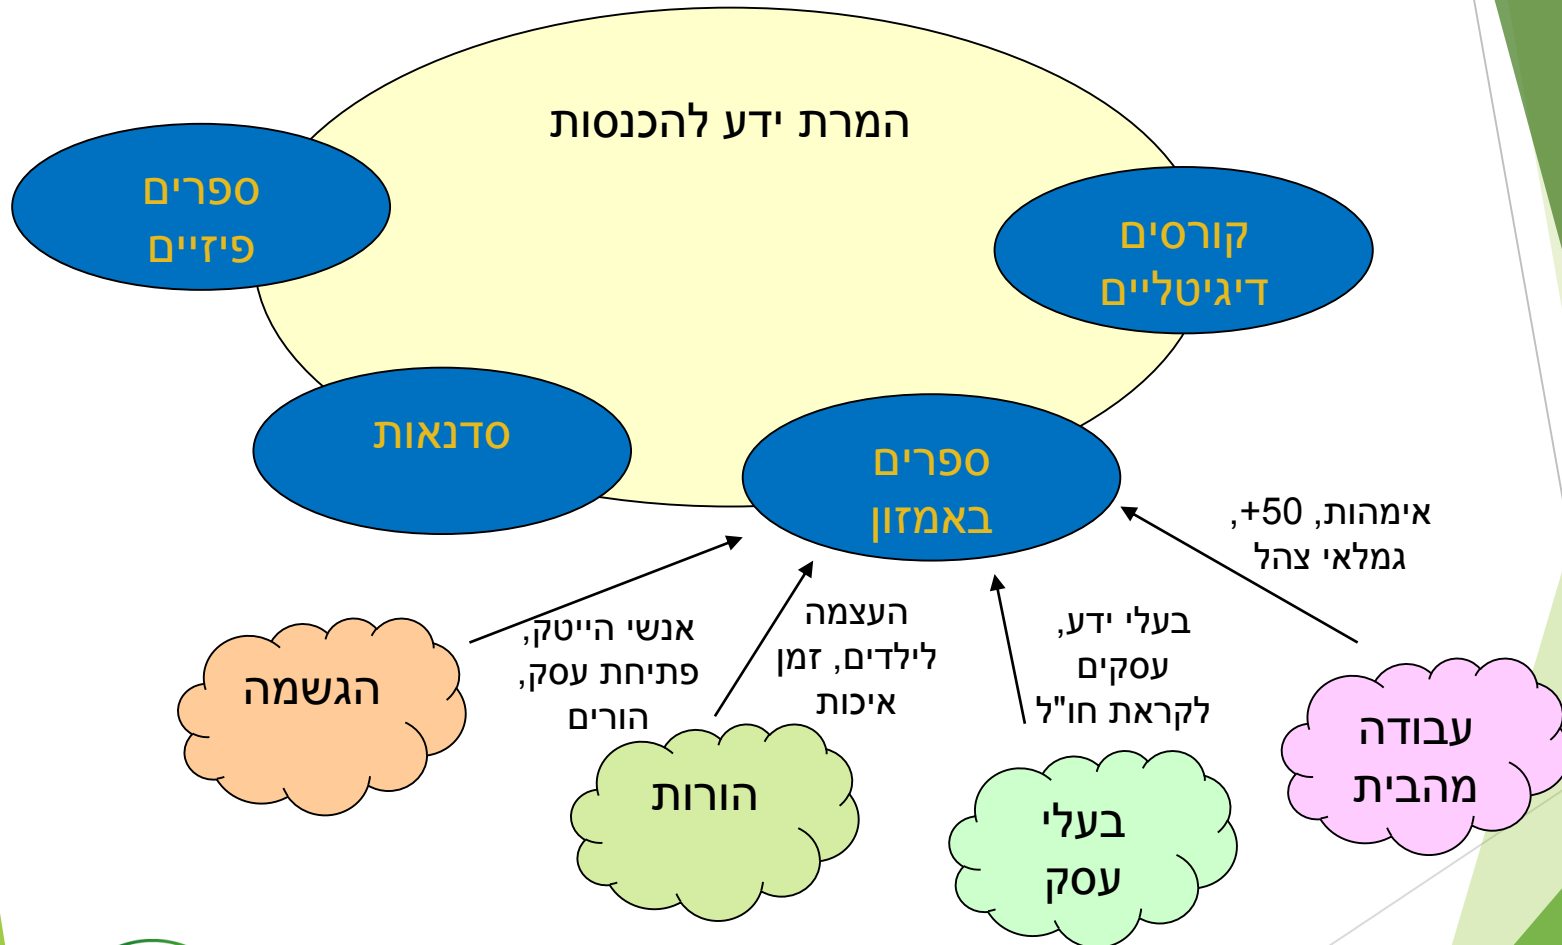 המרת ידע להכנסות
ספרים
פיזיים
קורסים
דיגיטליים
סדנאות
ספרים
באמזון
אימהות, 50+,
גמלאי צהל
בעלי ידע,
עסקים
לקראת חו"ל
העצמה
לילדים, זמן
איכות
אנשי הייטק,
פתיחת עסק,
הורים
עבודה
מהבית
בעלי
עסק
הורות
הגשמה